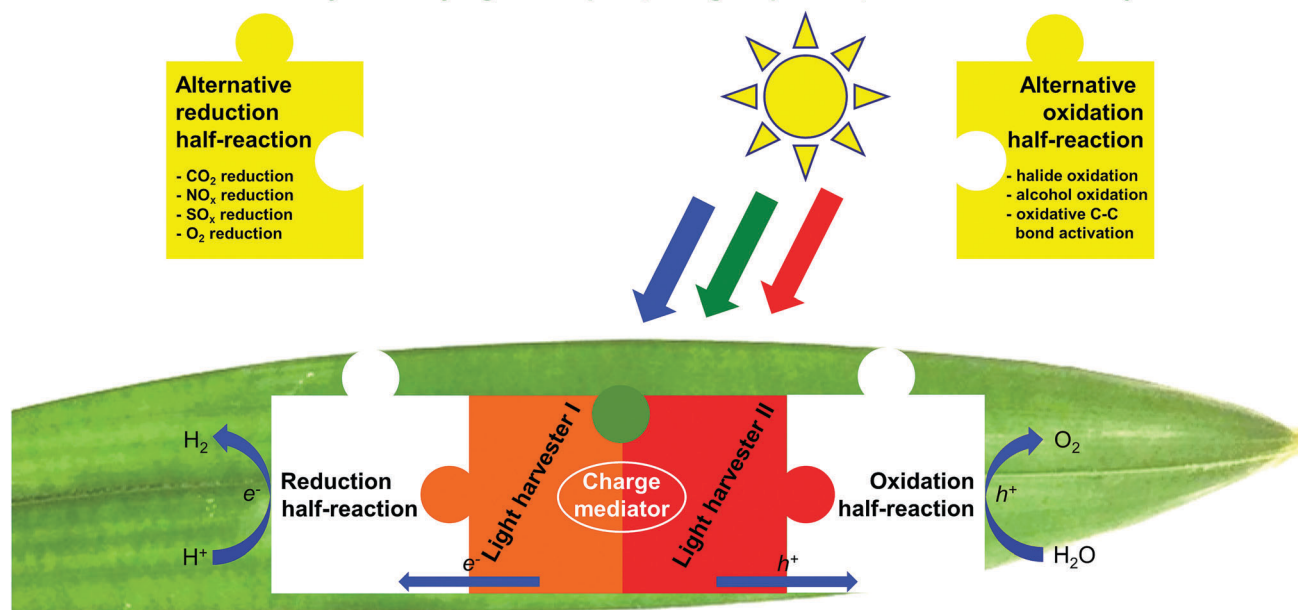 Alternative
reduction
half-reaction
- CO₂ reduction
- NOₓ reduction
- SOₓ reduction
- O₂ reduction
Alternative
oxidation
half-reaction
- halide oxidation
- alcohol oxidation
- oxidative C-C
bond activation
H₂
e⁻
H⁺
Reduction
half-reaction
Light harvester I
Charge
mediator
Light harvester II
Oxidation
half-reaction
O₂
h⁺
H₂O
e⁻
h⁺